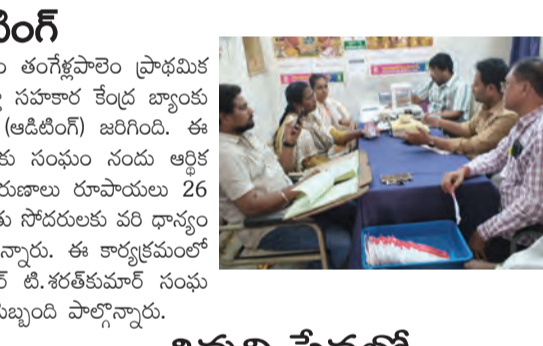 టింగ్
తంగేళ్లపాలెం ప్రాథమిక
సహకార కేంద్ర బ్యాంకు
(ఆడిటింగ్) జరిగింది. ఈ
కు సంఘం నందు ఆర్థిక
రుణాలు రూపాయలు 26
తు సోదరులకు వరి ధాన్యం
న్నారు. ఈ కార్యక్రమంలో
ర్ టి.శరత్‌కుమార్ సంఘ
సిబ్బంది పాల్గొన్నారు.